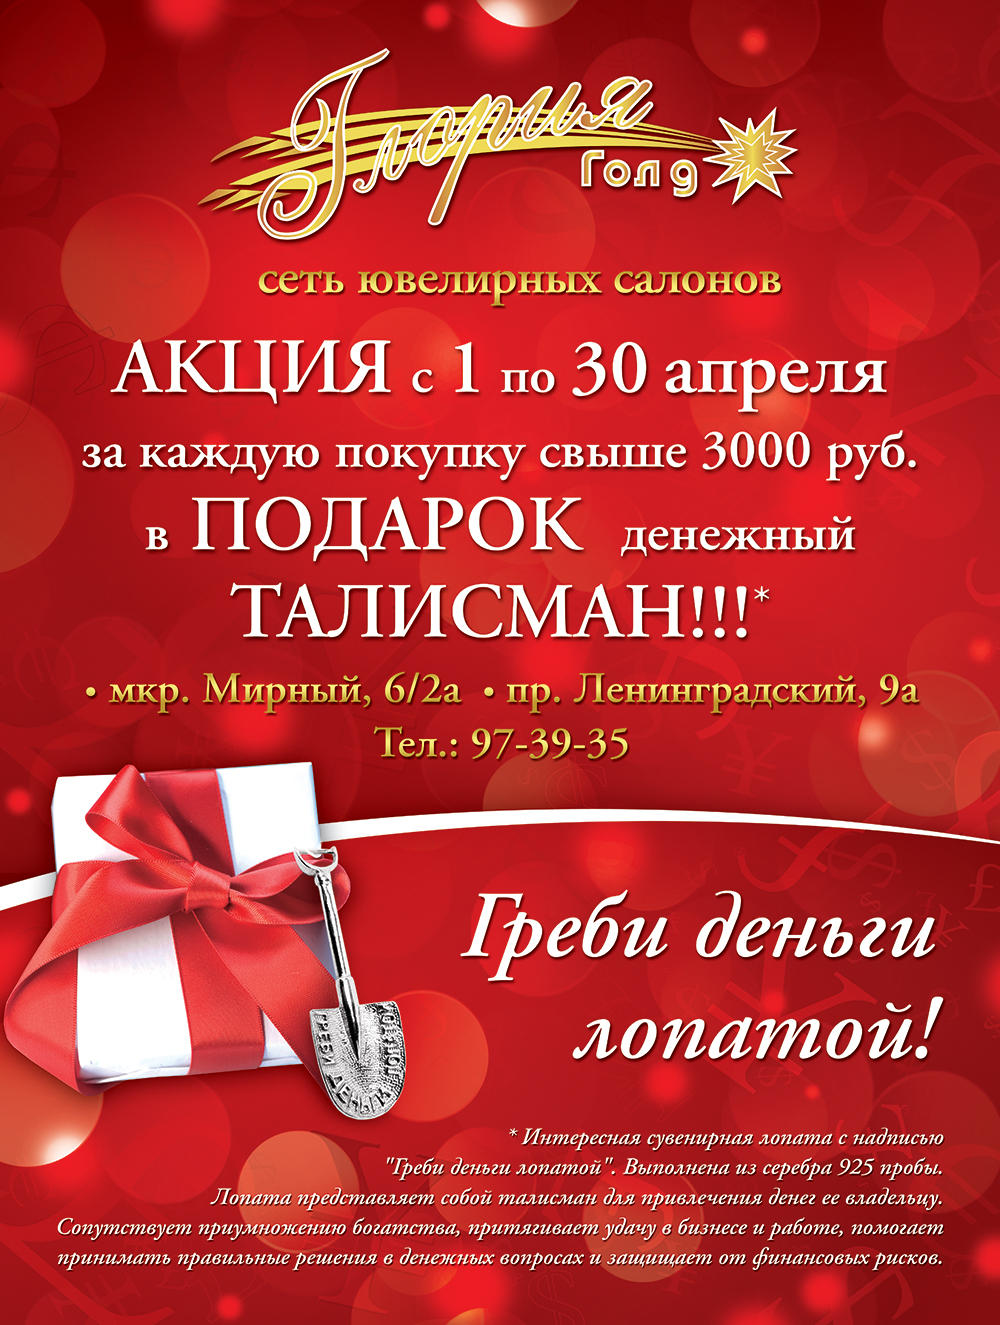 Глория
Голд
сеть ювелирных салонов
АКЦИЯ с 1 по 30 апреля
за каждую покупку свыше 3000 руб.
в ПОДАРОК денежный
ТАЛИСМАН!!!*
• мкр. Мирный, 6/2а • пр. Ленинградский, 9а
Тел.: 97-39-35
ГРЕБИ ДЕНЬГИ ЛОПАТОЙ
Греби деньги
лопатой!
* Интересная сувенирная лопата с надписью
"Греби деньги лопатой". Выполнена из серебра 925 пробы.
Лопата представляет собой талисман для привлечения денег ее владельцу.
Сопутствует приумножению богатства, притягивает удачу в бизнесе и работе, помогает
принимать правильные решения в денежных вопросах и защищает от финансовых рисков.